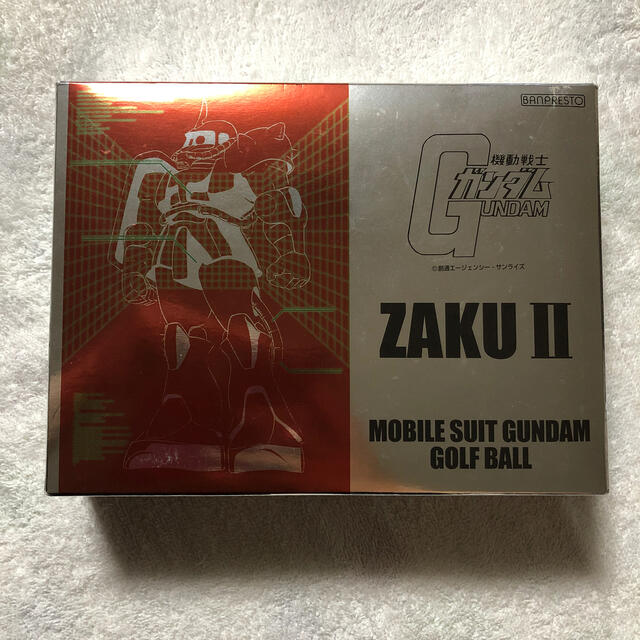 BANPRESTO
機動戦士
ガンダム
GUNDAM
©創通エージェンシー・サンライズ
ZAKU II
MOBILE SUIT GUNDAM
GOLF BALL